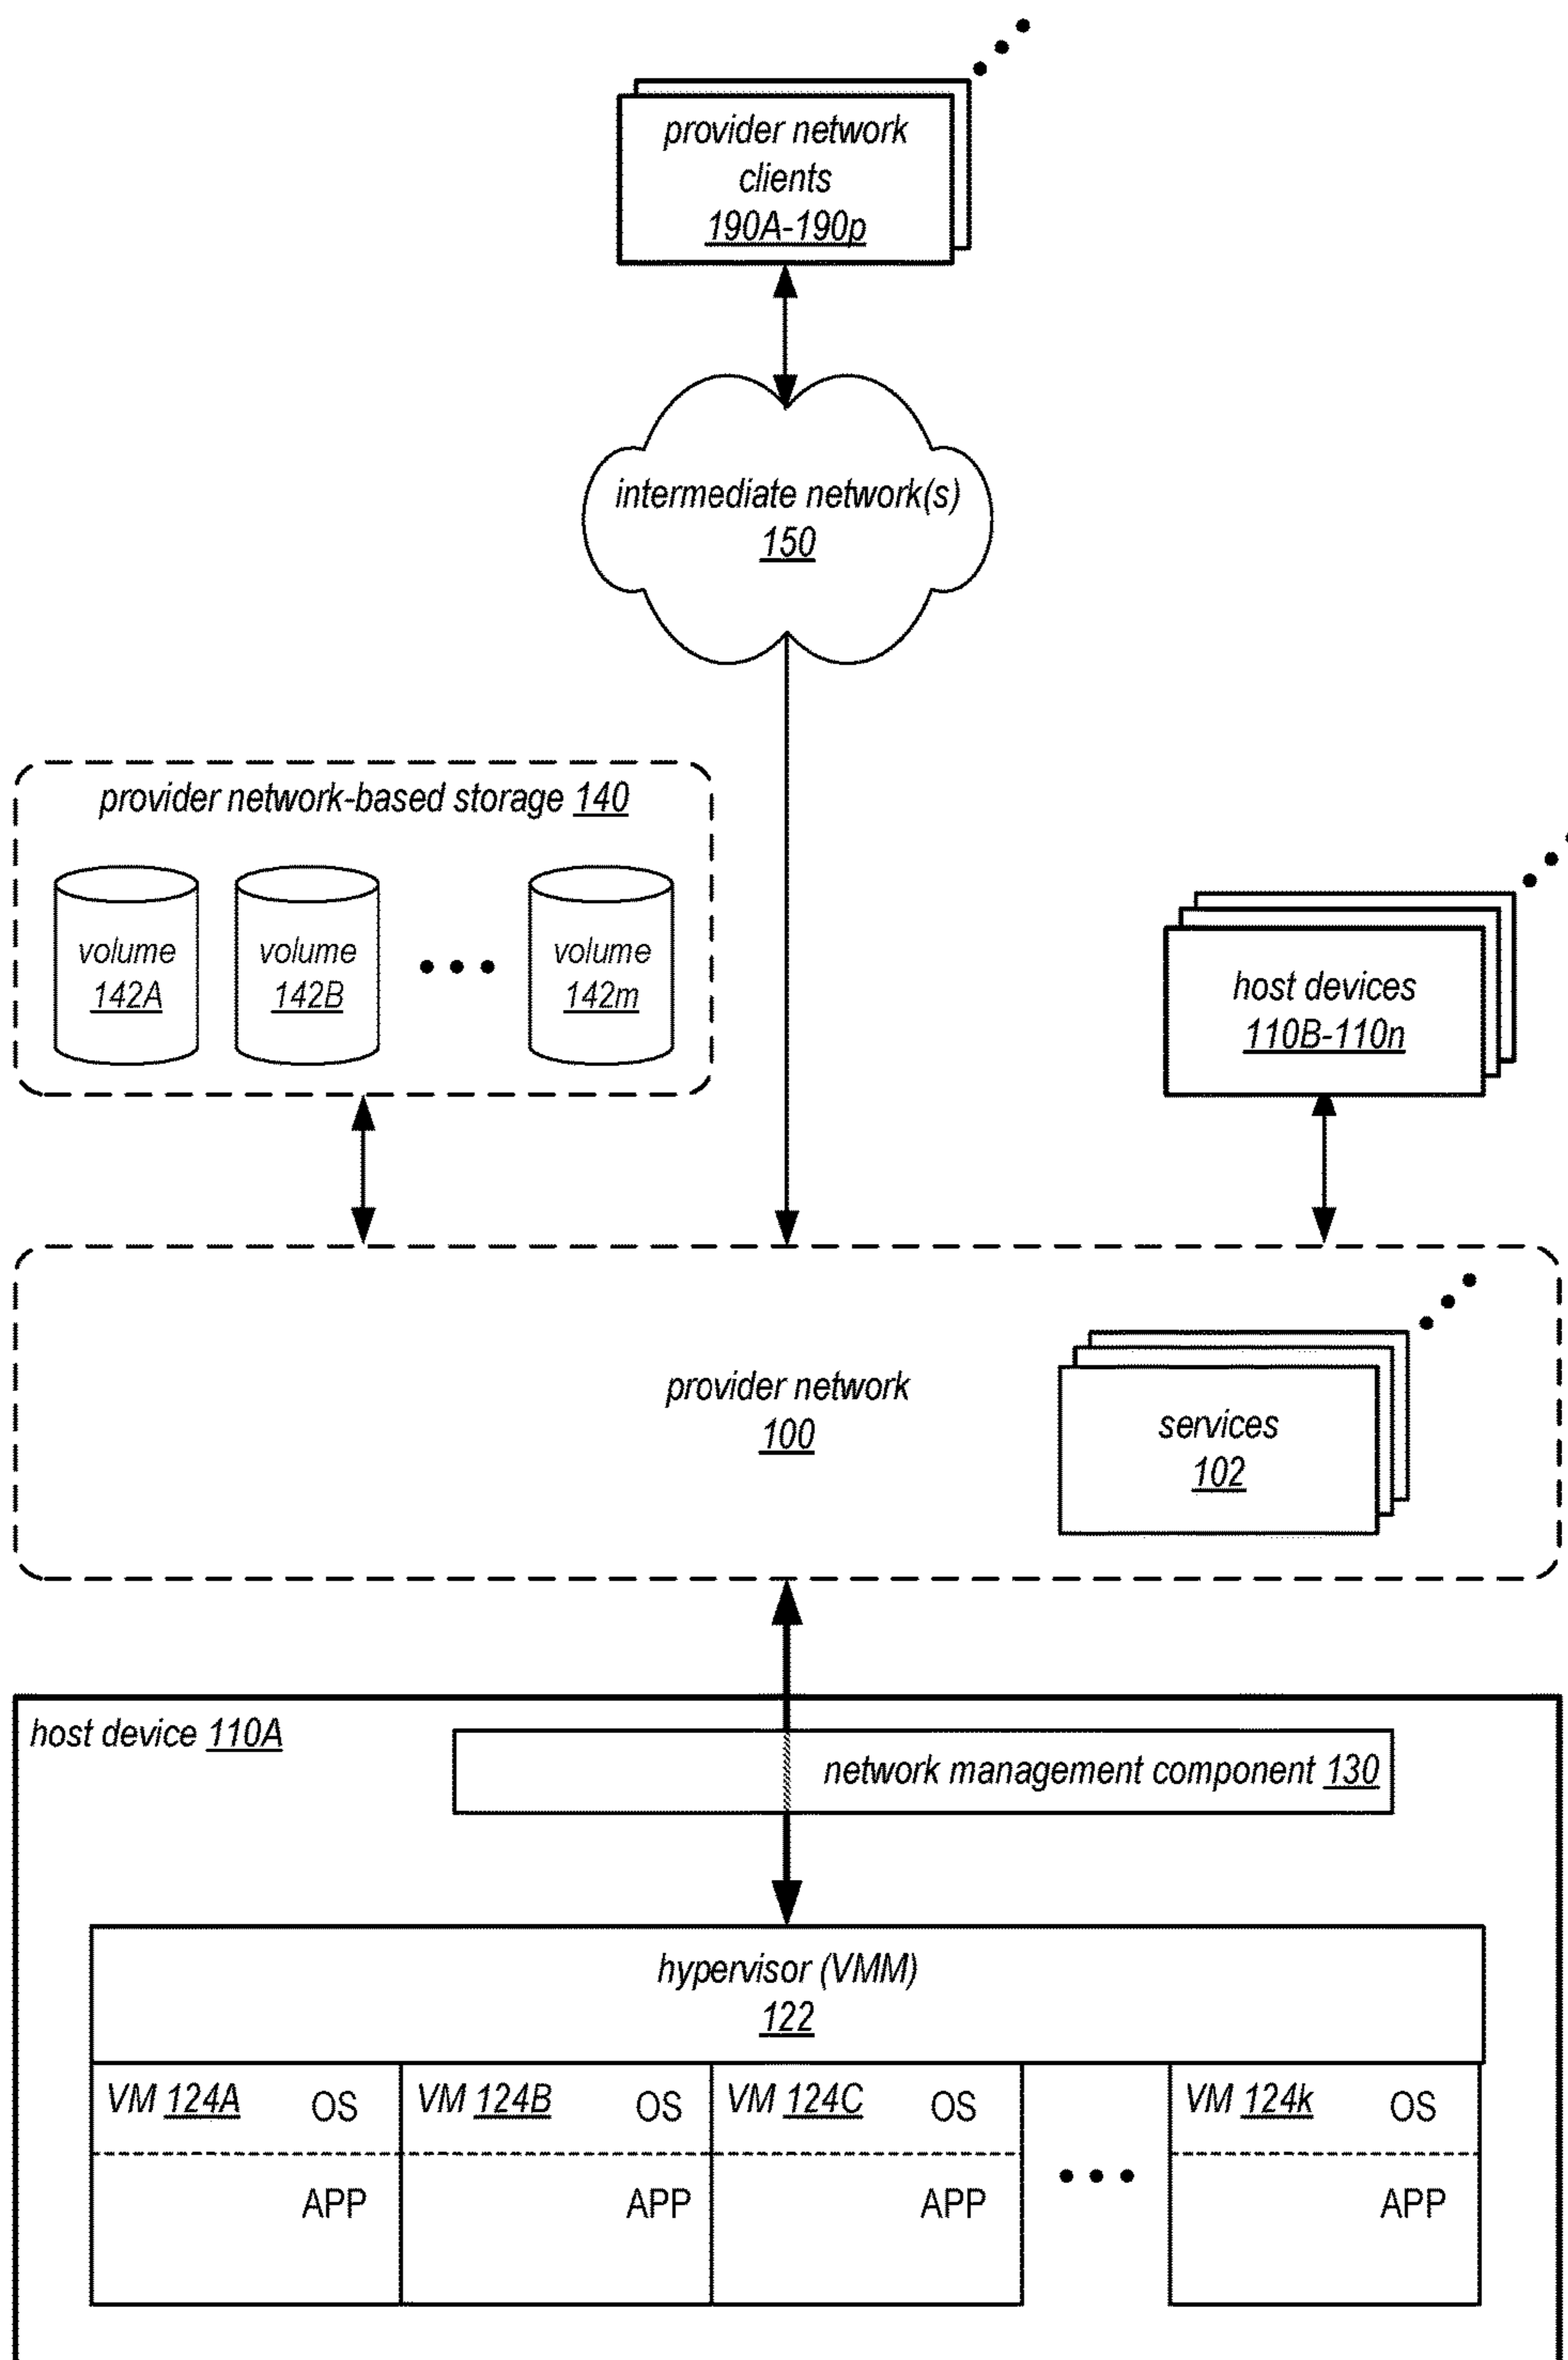 provider network
clients
190A-190p
intermediate network(s)
150
provider network-based storage 140
volume
142A
volume
142B
volume
142m
host devices
110B-110n
provider network
100
services
102
host device 110A
network management component 130
hypervisor (VMM)
122
VM 124A OS
APP
VM 124B OS
APP
VM 124C OS
APP
VM 124k OS
APP